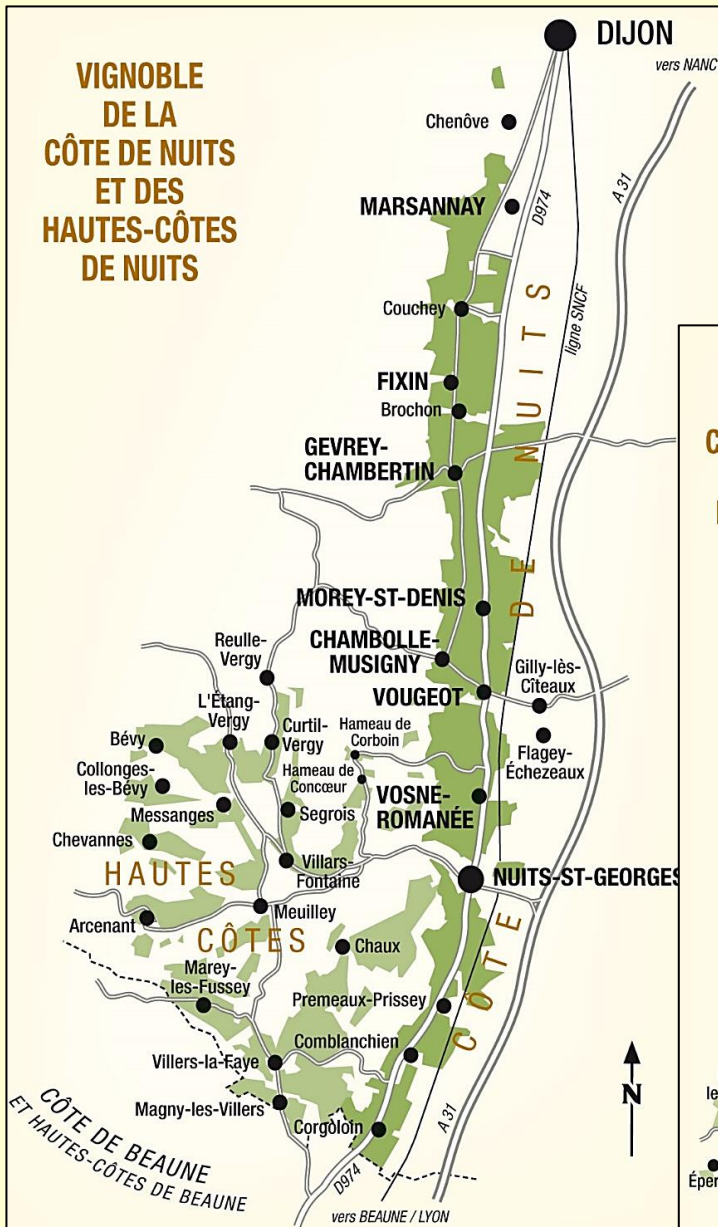 VIGNOBLE
DE LA
CÔTE DE NUITS
ET DES
HAUTES-CÔTES
DE NUITS
DIJON
vers NANC
Chenôve
A 31
MARSANNAY
D974
Couchey
ligne SNCF
FIXIN
Brochon
GEVREY-
CHAMBERTIN
C
MOREY-ST-DENIS
CHAMBOLLE-
MUSIGNY
Reulle-
Vergy
Gilly-lès-
Cîteaux
VOUGEOT
L'Étang-
Vergy
Curtil-
Vergy
Hameau de
Corboin
Bévy
Flagey-
Échezeaux
Collonges-
les-Bévy
Hameau de
Concœur
VOSNE-
ROMANÉE
Messanges
Segrois
Chevannes
Villars-
Fontaine
HAUTES
CÔTES
NUITS-ST-GEORGES
Meuilley
Arcenant
Chaux
CÔTE DE NUITS
Marey-
les-Fussey
Premeaux-Prissey
Comblanchien
Villers-la-Faye
Magny-les-Villers
Corgoloin
N
CÔTE DE BEAUNE
ET HAUTES-CÔTES DE BEAUNE
D974
A 31
vers BEAUNE / LYON
le
Éper